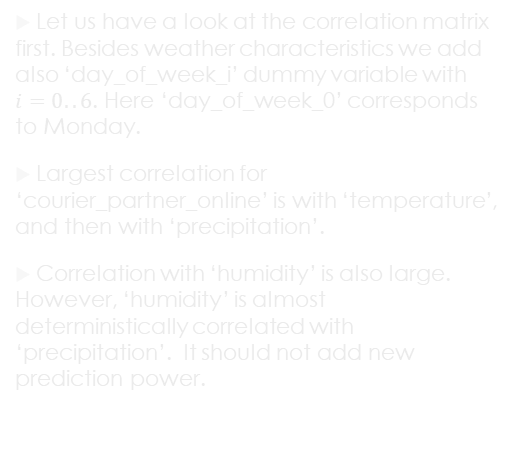 ▶ Let us have a look at the correlation matrix
first. Besides weather characteristics we add
also ‘day_of_week_i’ dummy variable with
i = 0..6. Here ‘day_of_week_0’ corresponds
to Monday.
▶ Largest correlation for
‘courier_partner_online’ is with ‘temperature’,
and then with ‘precipitation’.
▶ Correlation with ‘humidity’ is also large.
However, ‘humidity’ is almost
deterministically correlated with
‘precipitation’. It should not add new
prediction power.